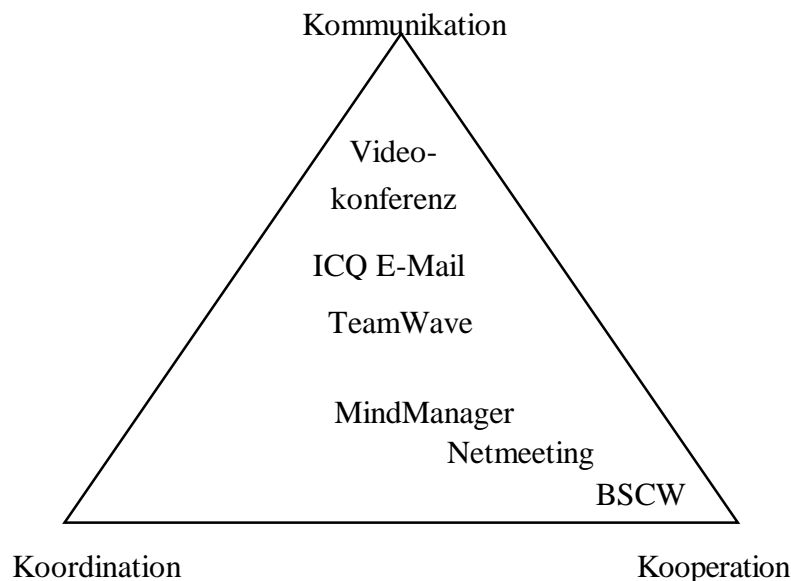 Kommunikation
Video-
konferenz
ICQ E-Mail
TeamWave
MindManager
Netmeeting
BSCW
Koordination Kooperation